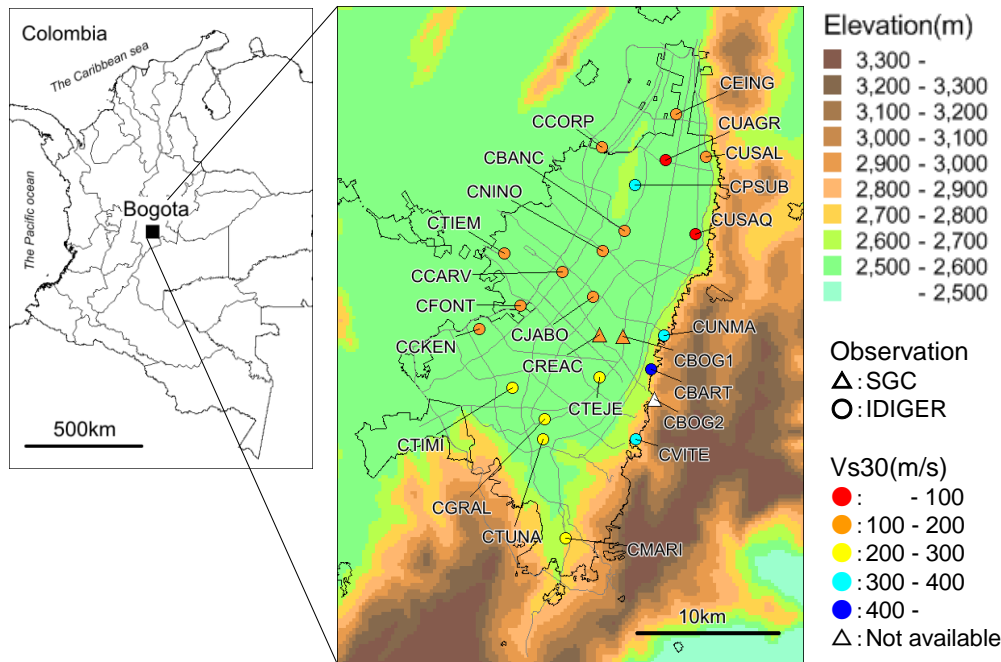 Colombia
The Caribbean sea
The Pacific ocean
Bogota
500km
CEING
CCORP
CUAGR
CBANC
CUSAL
CNINO
CPSUB
CTIEM
CUSAQ
CCARV
CFONT
CJABO
CUNMA
CCKEN
CREAC
CBOG1
CBART
CTEJE
CBOG2
CTIMI
CVITE
CGRAL
CTUNA
CMARI
10km
Elevation(m)
3,300 -
3,200 - 3,300
3,100 - 3,200
3,000 - 3,100
2,900 - 3,000
2,800 - 2,900
2,700 - 2,800
2,600 - 2,700
2,500 - 2,600
- 2,500
Observation
: SGC
: IDIGER
Vs30(m/s)
: - 100
: 100 - 200
: 200 - 300
: 300 - 400
: 400 -
: Not available